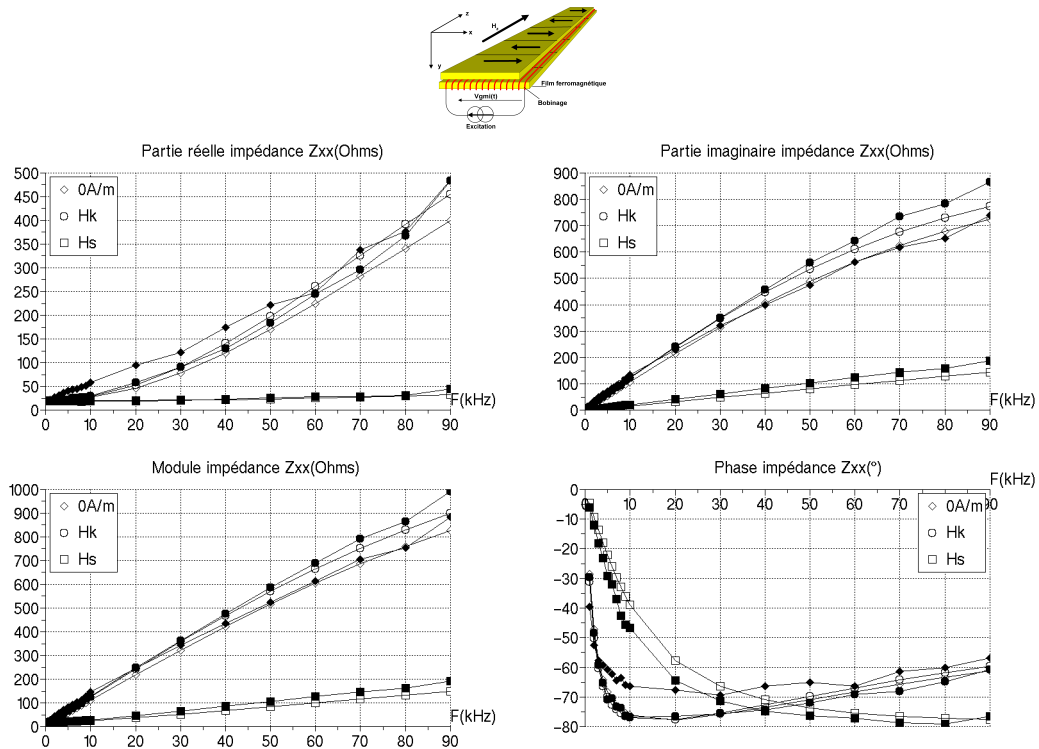 z
Ha
x
y
Film ferromagnétique
Vgmi(t)
Bobinage
Excitation
Partie réelle impédance Zxx(Ohms)
500
450
400
350
300
250
200
150
100
50
0
0 10 20 30 40 50 60 70 80 90
F(kHz)
0A/m
Hk
Hs
Partie imaginaire impédance Zxx(Ohms)
900
800
700
600
500
400
300
200
100
0
0 10 20 30 40 50 60 70 80 90
F(kHz)
0A/m
Hk
Hs
Module impédance Zxx(Ohms)
1000
900
800
700
600
500
400
300
200
100
0
0 10 20 30 40 50 60 70 80 90
F(kHz)
0A/m
Hk
Hs
Phase impédance Zxx(°)
F(kHz)
0 10 20 30 40 50 60 70 80 90
0
−10
−20
−30
−40
−50
−60
−70
−80
0A/m
Hk
Hs